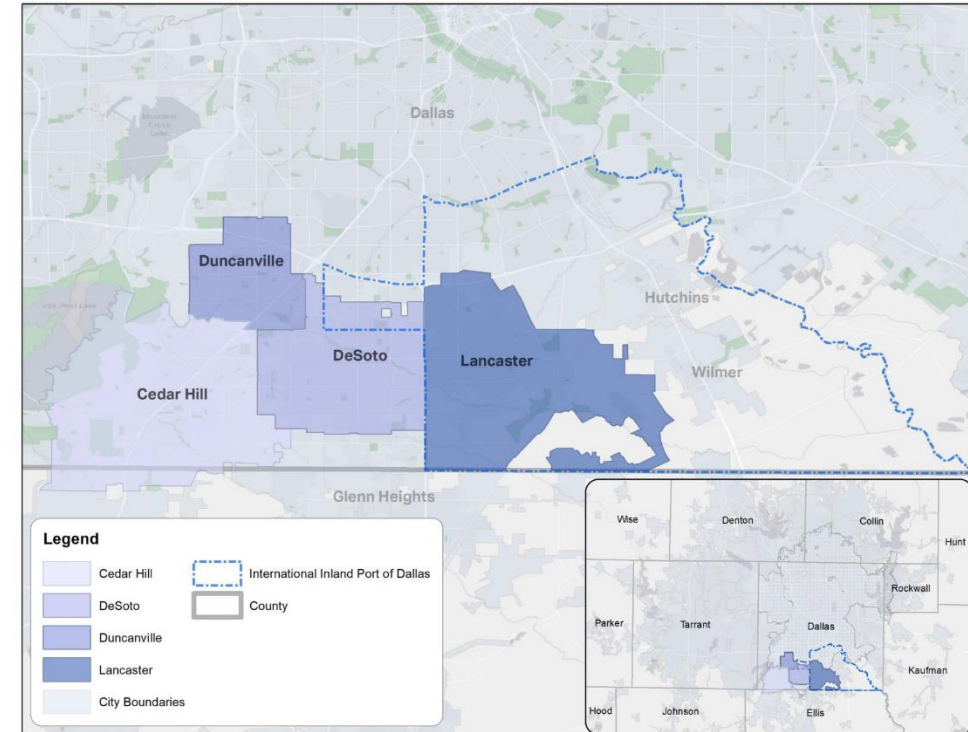 Dallas
Duncanville
Hutchins
DeSoto
Lancaster
Wilmer
Cedar Hill
Glenn Heights
Legend
Cedar Hill
DeSoto
Duncanville
Lancaster
City Boundaries
International Inland Port of Dallas
County
Wise
Denton
Collin
Hunt
Rockwall
Parker
Tarrant
Dallas
Kaufman
Hood
Johnson
Ellis